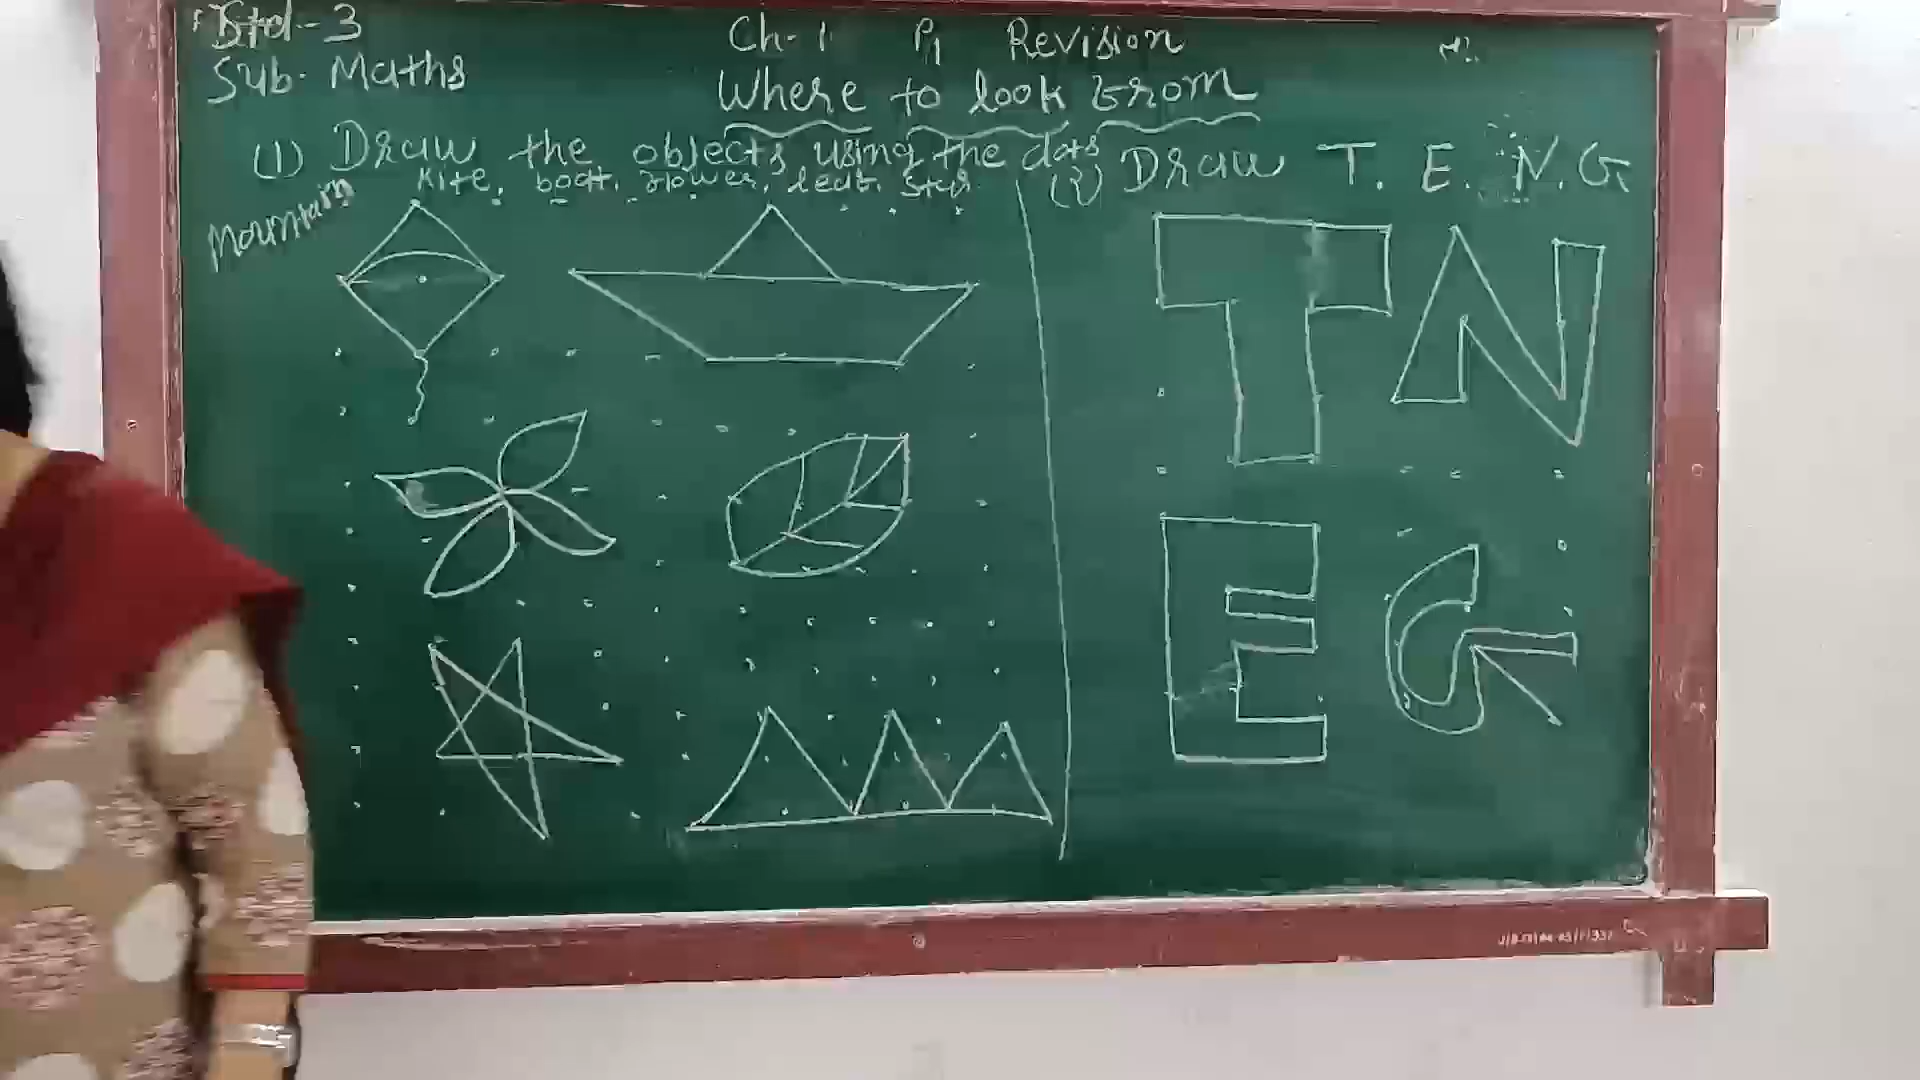 Std-3
Sub. Maths
Ch-1 P1 Revision
Where to look from
(1) Draw the objects using the dots
Kite, boat, flower, leaf, star
Mountain
(2) Draw T. E. N. G